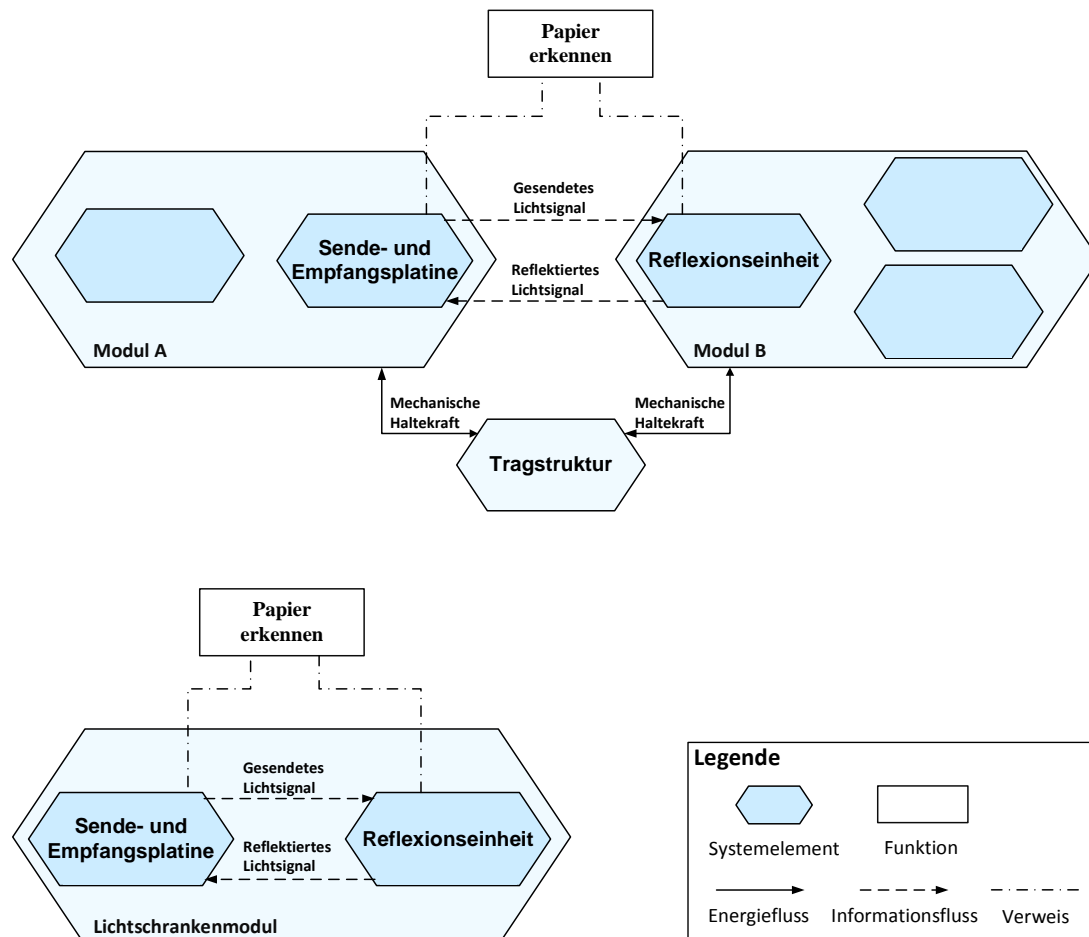 Papier
erkennen
Gesendetes
Lichtsignal
Sende- und
Empfangsplatine
Reflexionseinheit
Reflektiertes
Lichtsignal
Modul A
Modul B
Mechanische
Haltekraft
Mechanische
Haltekraft
Tragstruktur
Papier
erkennen
Gesendetes
Lichtsignal
Sende- und
Empfangsplatine
Reflexionseinheit
Reflektiertes
Lichtsignal
Lichtschrankenmodul
Legende
Systemelement
Funktion
Energiefluss
Informationsfluss
Verweis